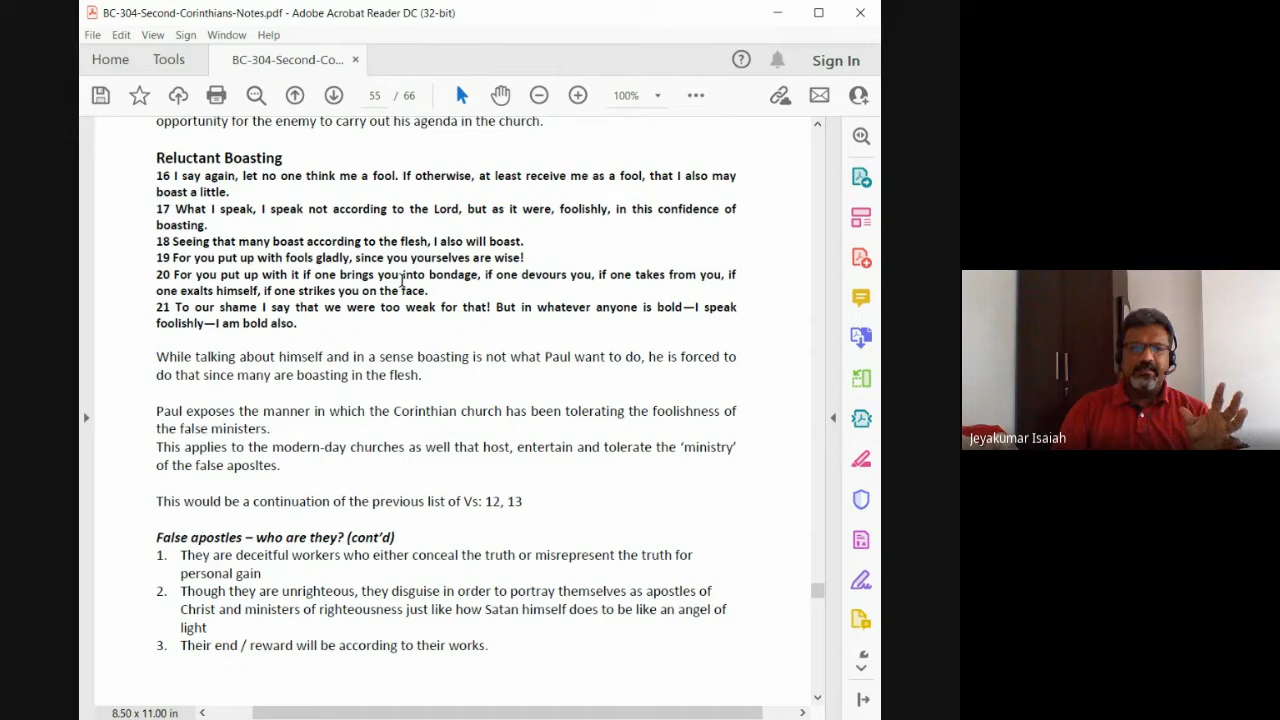 BC-304-Second-Corinthians-Notes.pdf - Adobe Acrobat Reader DC (32-bit)
File Edit View Sign Window Help
Home Tools BC-304-Second-Co... × Sign In
55 / 66 100%
opportunity for the enemy to carry out his agenda in the church.
Reluctant Boasting
16 I say again, let no one think me a fool. If otherwise, at least receive me as a fool, that I also may
boast a little.
17 What I speak, I speak not according to the Lord, but as it were, foolishly, in this confidence of
boasting.
18 Seeing that many boast according to the flesh, I also will boast.
19 For you put up with fools gladly, since you yourselves are wise!
20 For you put up with it if one brings you into bondage, if one devours you, if one takes from you, if
one exalts himself, if one strikes you on the face.
21 To our shame I say that we were too weak for that! But in whatever anyone is bold—I speak
foolishly—I am bold also.
While talking about himself and in a sense boasting is not what Paul want to do, he is forced to
do that since many are boasting in the flesh.
Paul exposes the manner in which the Corinthian church has been tolerating the foolishness of
the false ministers.
This applies to the modern-day churches as well that host, entertain and tolerate the ‘ministry’
of the false aposltes.
This would be a continuation of the previous list of Vs: 12, 13
False apostles – who are they? (cont’d)
1. They are deceitful workers who either conceal the truth or misrepresent the truth for
personal gain
2. Though they are unrighteous, they disguise in order to portray themselves as apostles of
Christ and ministers of righteousness just like how Satan himself does to be like an angel of
light
3. Their end / reward will be according to their works.
8.50 x 11.00 in
Jeyakumar Isaiah